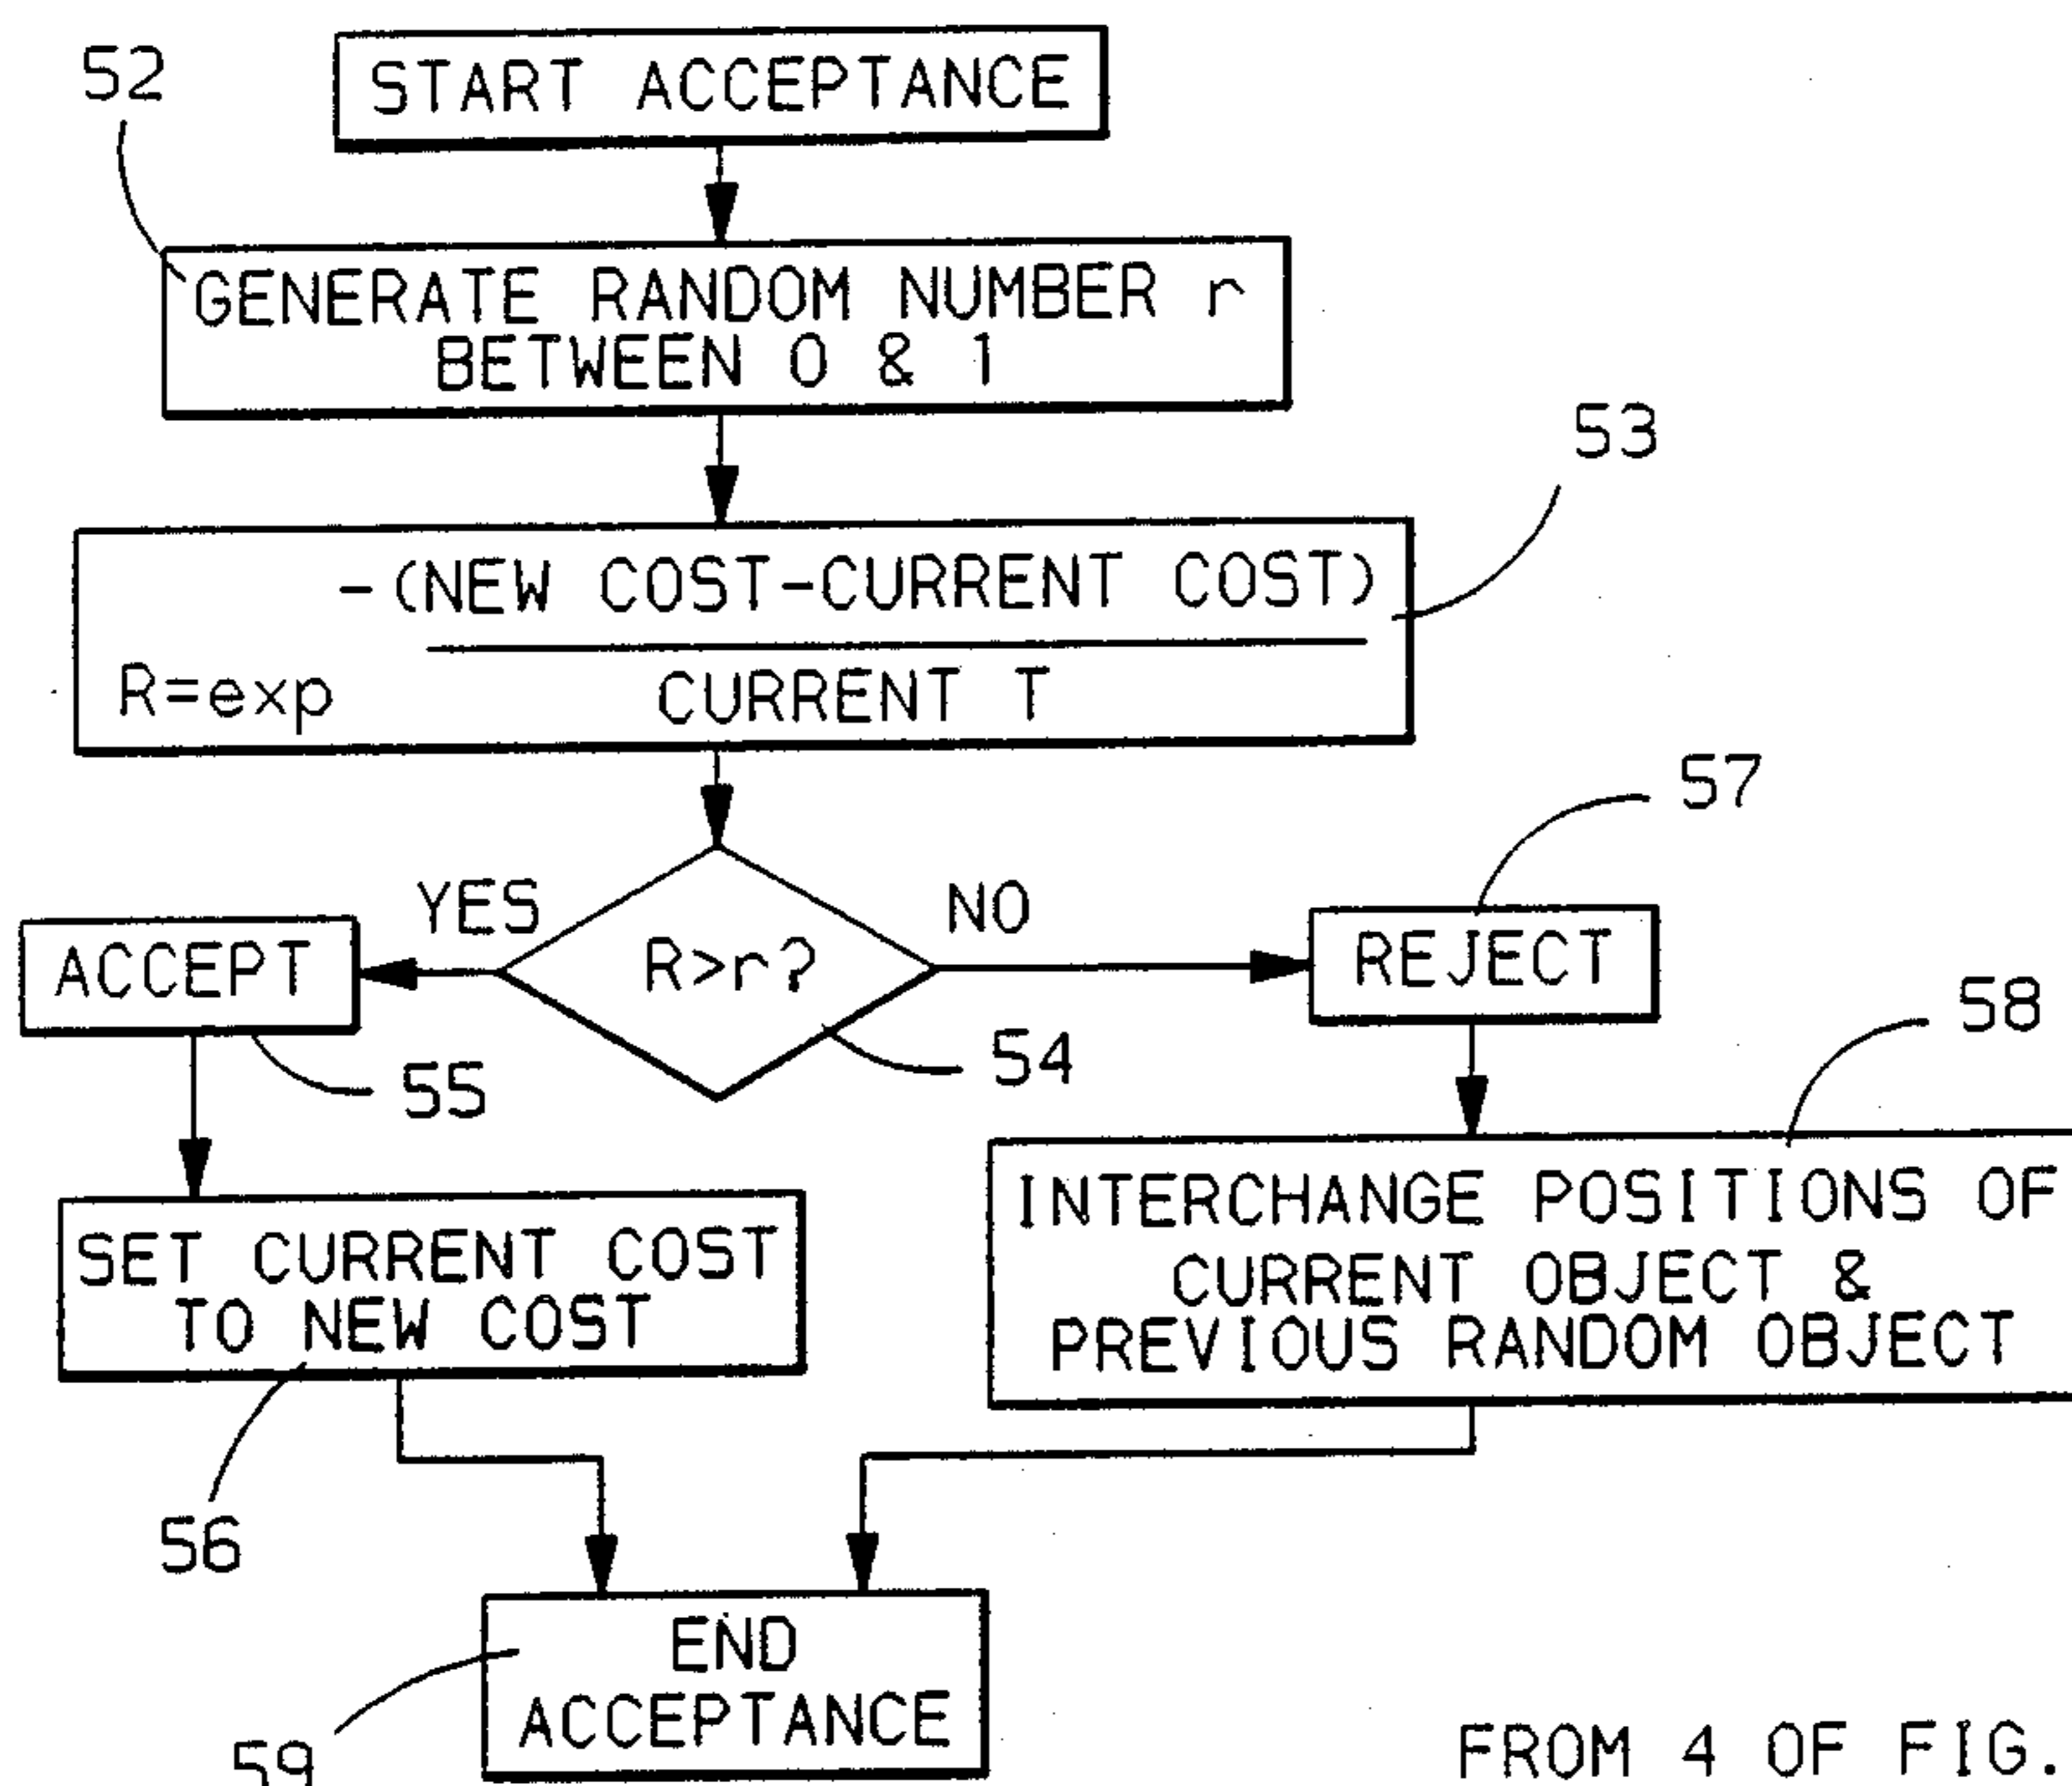 52
START ACCEPTANCE
GENERATE RANDOM NUMBER r
BETWEEN 0 & 1
53
-(NEW COST-CURRENT COST)
R=exp
CURRENT T
57
YES
NO
ACCEPT
R>r?
REJECT
58
54
55
INTERCHANGE POSITIONS OF
CURRENT OBJECT &
PREVIOUS RANDOM OBJECT
SET CURRENT COST
TO NEW COST
56
END
ACCEPTANCE
59
FROM 4 OF FIG.